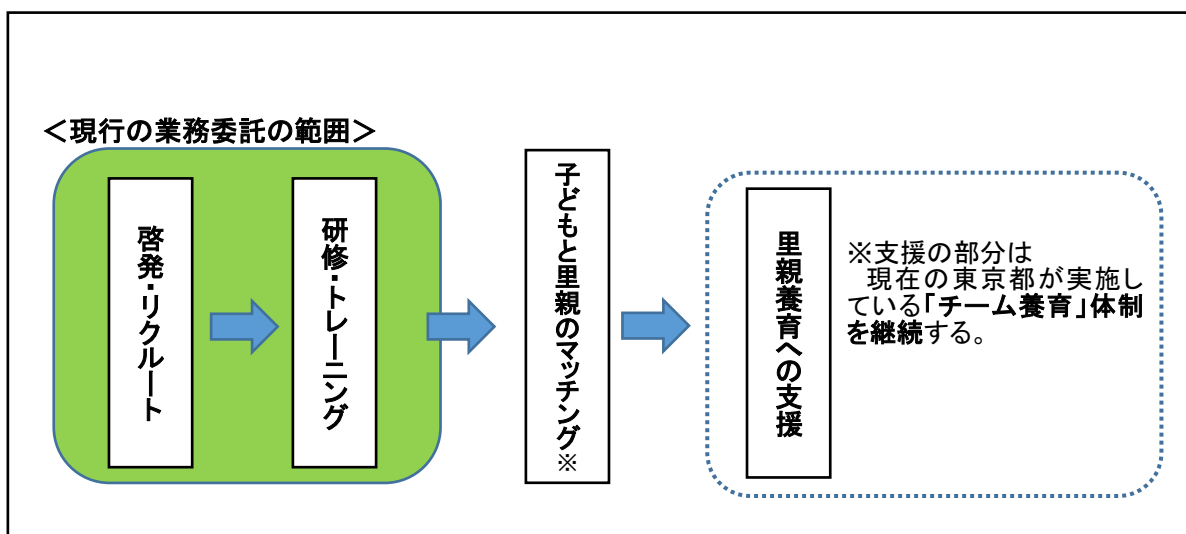 ＜現行の業務委託の範囲＞
啓発・リクルート
研修・トレーニング
子どもと里親のマッチング※
里親養育への支援
※支援の部分は
現在の東京都が実施し
ている「チーム養育」体制
を継続する。